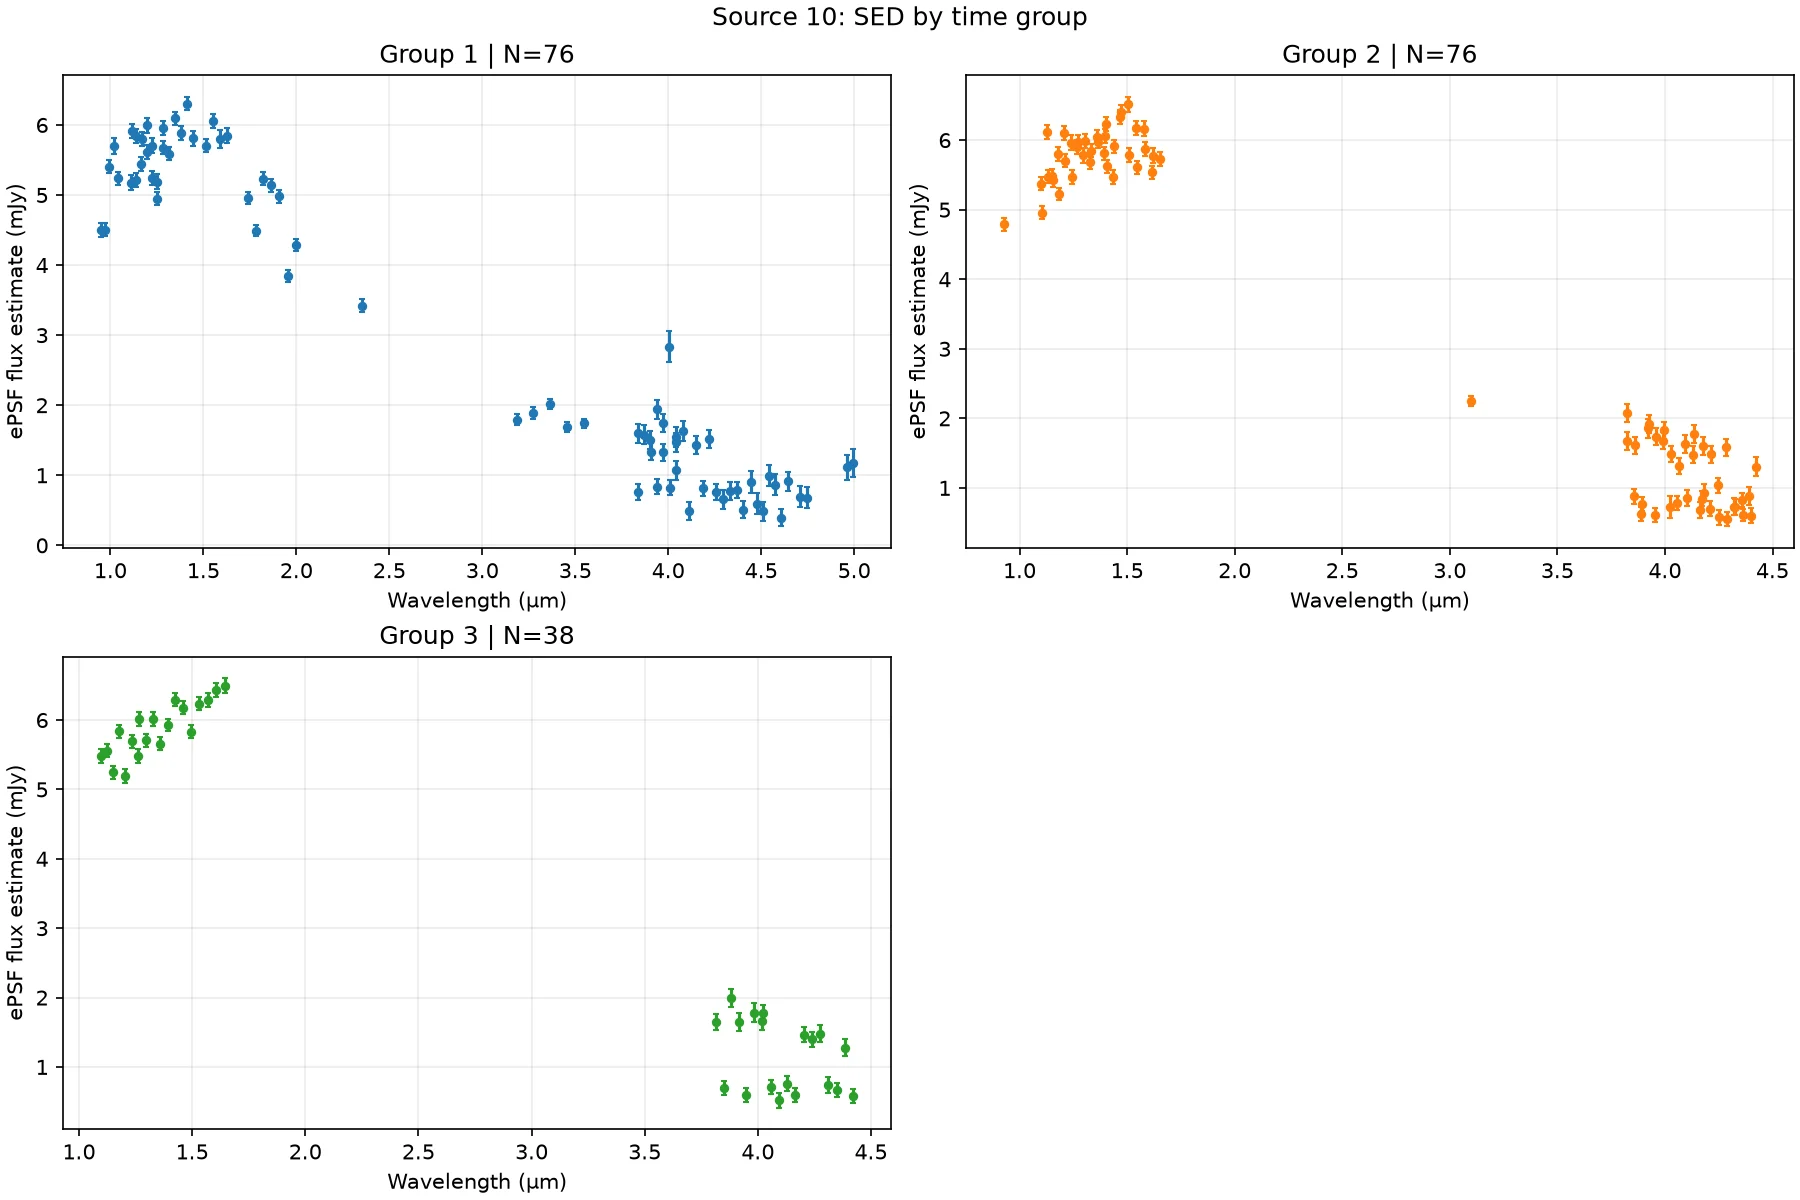 Source 10: SED by time group
Group 1 | N=76
ePSF flux estimate (mJy)
6
5
4
3
2
1
0
1.0 1.5 2.0 2.5 3.0 3.5 4.0 4.5 5.0
Wavelength (µm)
Group 2 | N=76
ePSF flux estimate (mJy)
6
5
4
3
2
1
1.0 1.5 2.0 2.5 3.0 3.5 4.0 4.5
Wavelength (µm)
Group 3 | N=38
ePSF flux estimate (mJy)
6
5
4
3
2
1
1.0 1.5 2.0 2.5 3.0 3.5 4.0 4.5
Wavelength (µm)